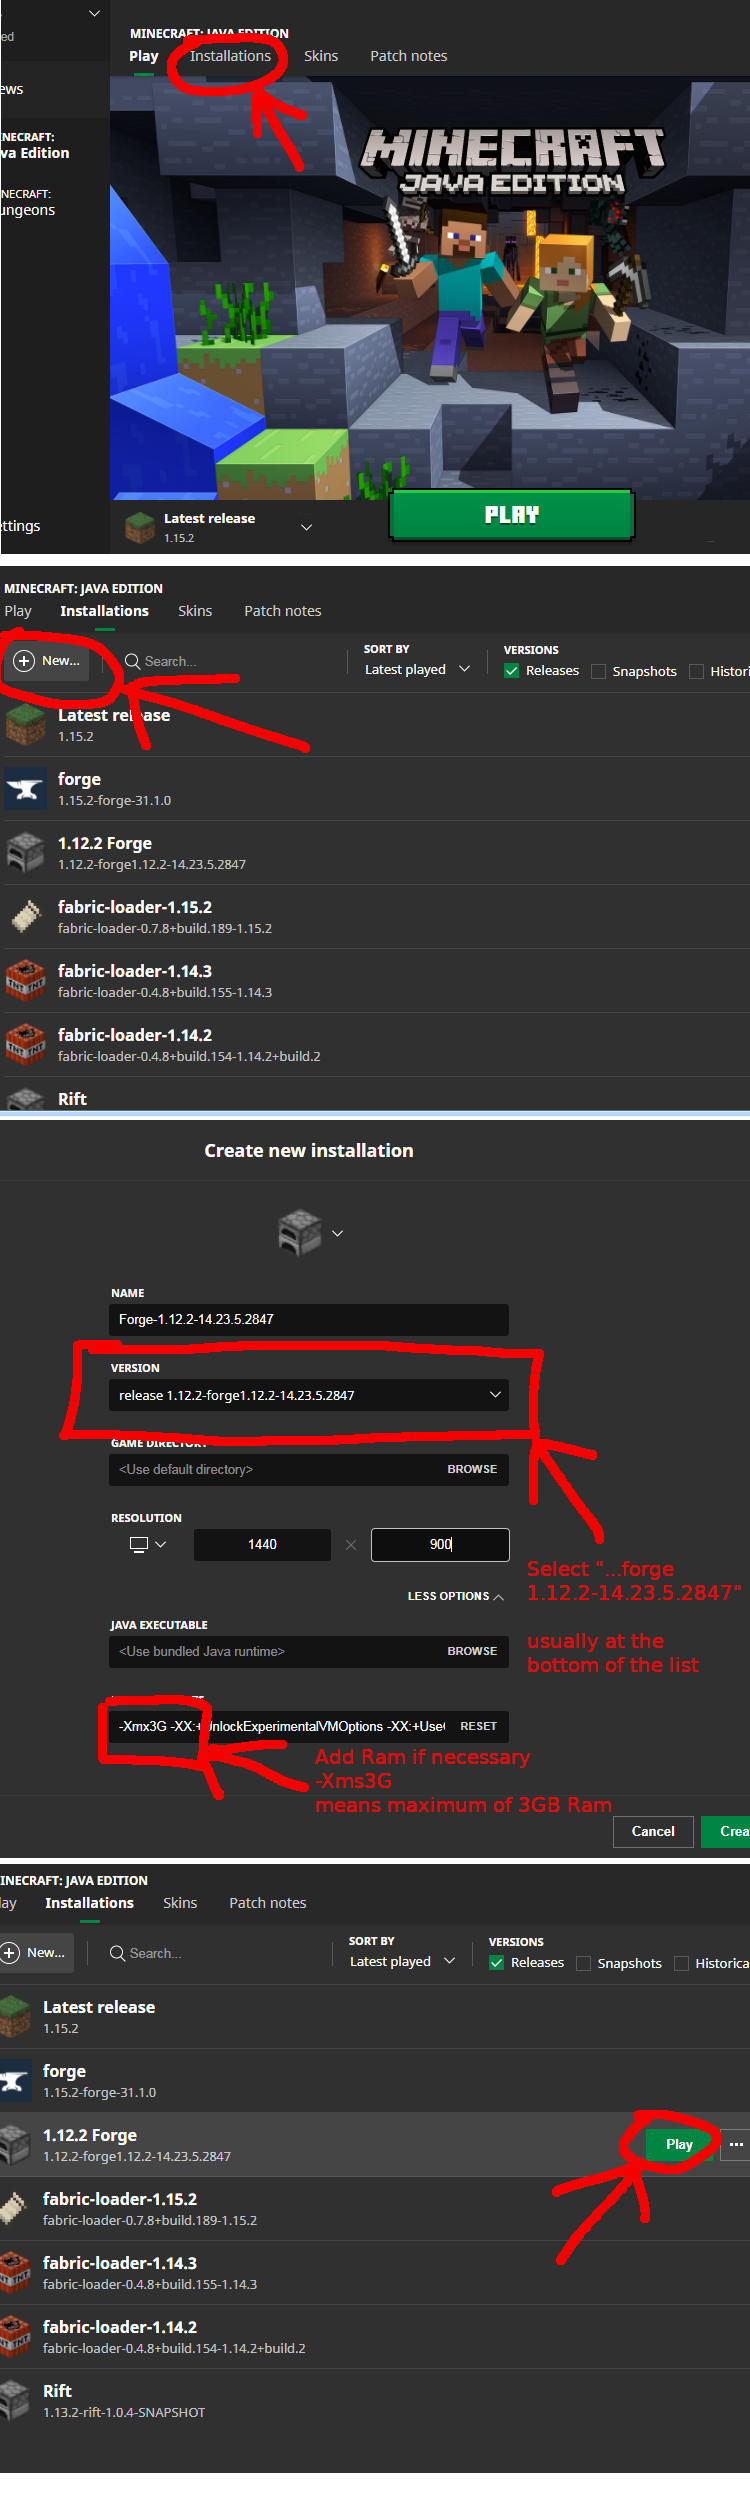 ed
MINECRAFT: JAVA EDITION
Play Installations Skins Patch notes
ews
INECRAFT:
va Edition
NECRAFT:
ungeons
MINECRAFT
JAVA EDITION
ettings
Latest release
1.15.2
PLAY
MINECRAFT: JAVA EDITION
Play Installations Skins Patch notes
New... Search...
SORT BY
Latest played
VERSIONS
Releases Snapshots Histori
Latest release
1.15.2
forge
1.15.2-forge-31.1.0
1.12.2 Forge
1.12.2-forge1.12.2-14.23.5.2847
fabric-loader-1.15.2
fabric-loader-0.7.8+build.189-1.15.2
fabric-loader-1.14.3
fabric-loader-0.4.8+build.155-1.14.3
fabric-loader-1.14.2
fabric-loader-0.4.8+build.154-1.14.2+build.2
Rift
Create new installation
NAME
Forge-1.12.2-14.23.5.2847
VERSION
release 1.12.2-forge1.12.2-14.23.5.2847
GAME DIRECTORY
<Use default directory> BROWSE
RESOLUTION
1440 × 900
LESS OPTIONS
Select "...forge
1.12.2-14.23.5.2847"
usually at the
bottom of the list
JAVA EXECUTABLE
<Use bundled Java runtime> BROWSE
-Xmx3G -XX:+UnlockExperimentalVMOptions -XX:+Use RESET
Add Ram if necessary
-Xms3G
means maximum of 3GB Ram
Cancel Crea
INECRAFT: JAVA EDITION
lay Installations Skins Patch notes
New... Search...
SORT BY
Latest played
VERSIONS
Releases Snapshots Historica
Latest release
1.15.2
forge
1.15.2-forge-31.1.0
1.12.2 Forge
1.12.2-forge1.12.2-14.23.5.2847
Play
fabric-loader-1.15.2
fabric-loader-0.7.8+build.189-1.15.2
fabric-loader-1.14.3
fabric-loader-0.4.8+build.155-1.14.3
fabric-loader-1.14.2
fabric-loader-0.4.8+build.154-1.14.2+build.2
Rift
1.13.2-rift-1.0.4-SNAPSHOT